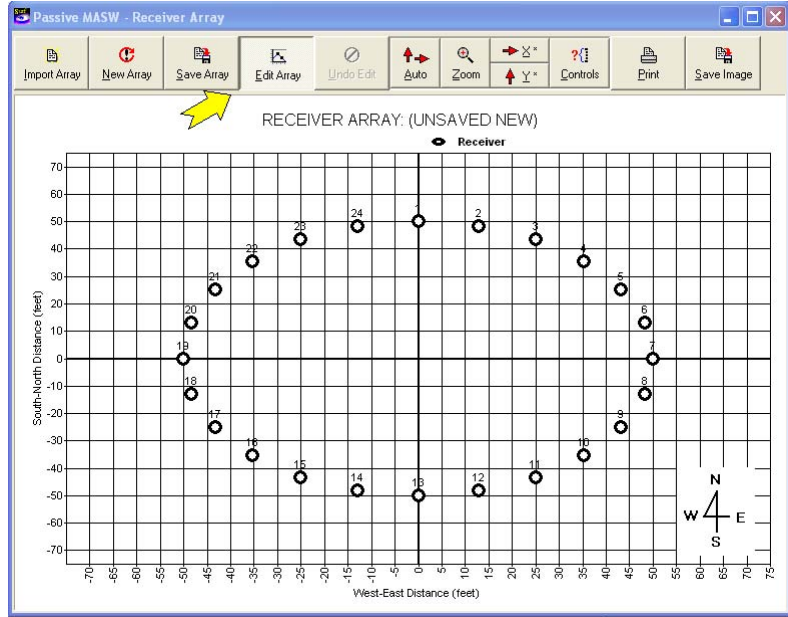 Passive MASW - Receiver Array
Import Array New Array Save Array Edit Array Undo Edit Auto Zoom X Y Controls Print Save Image
RECEIVER ARRAY: (UNSAVED NEW)
Receiver
70
60
50
40
30
20
10
0
-10
-20
-30
-40
-50
-60
-70
South-North Distance (feet)
24 1 2
23 3
22 4
21 5
20 6
19 7
18 8
17 9
16 10
15 11
14 13 12
N
W E
S
-70 -65 -60 -55 -50 -45 -40 -35 -30 -25 -20 -15 -10 -5 0 5 10 15 20 25 30 35 40 45 50 55 60 65 70 75
West-East Distance (feet)